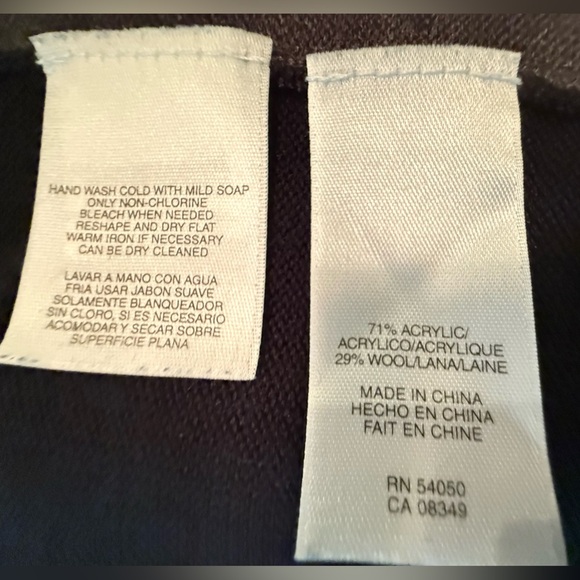 HAND WASH COLD WITH MILD SOAP
ONLY NON-CHLORINE
BLEACH WHEN NEEDED
RESHAPE AND DRY FLAT
WARM IRON IF NECESSARY
CAN BE DRY CLEANED
LAVAR A MANO CON AGUA
FRIA USAR JABON SUAVE
SOLAMENTE BLANQUEADOR
SIN CLORO, SI ES NECESARIO
ACOMODAR Y SECAR SOBRE
SUPERFICIE PLANA
71% ACRYLIC/
ACRYLICO/ACRYLIQUE
29% WOOL/LANA/LAINE
MADE IN CHINA
HECHO EN CHINA
FAIT EN CHINE
RN 54050
CA 08349